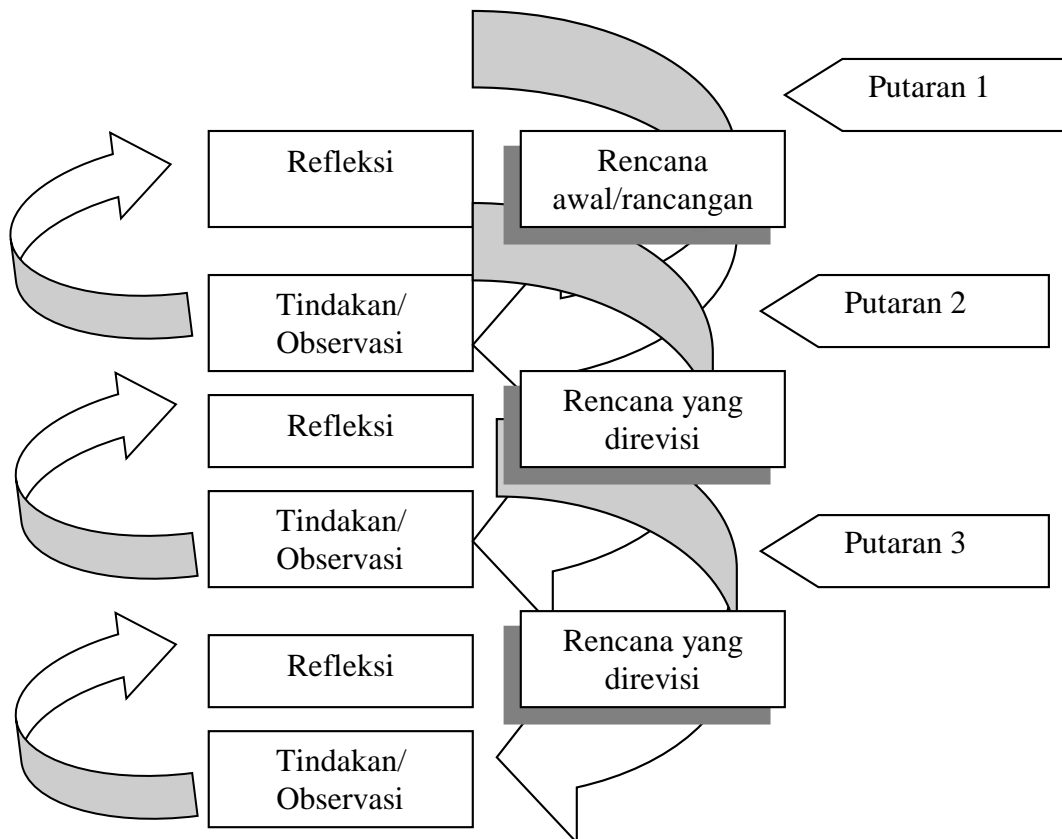 Putaran 1
Refleksi
Rencana
awal/rancangan
Tindakan/
Observasi
Putaran 2
Refleksi
Rencana yang
direvisi
Tindakan/
Observasi
Putaran 3
Refleksi
Rencana yang
direvisi
Tindakan/
Observasi